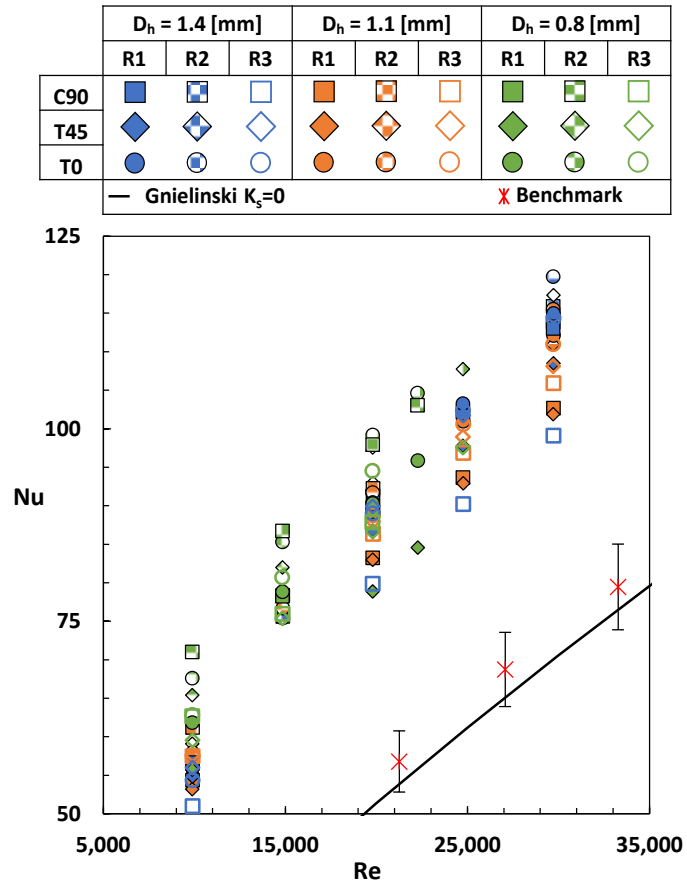 Dₕ = 1.4 [mm] Dₕ = 1.1 [mm] Dₕ = 0.8 [mm]
R1 R2 R3 R1 R2 R3 R1 R2 R3
C90
T45
T0
Gnielinski Kₛ=0 Benchmark
125
100
Nu
75
50
5,000 15,000 25,000 35,000
Re